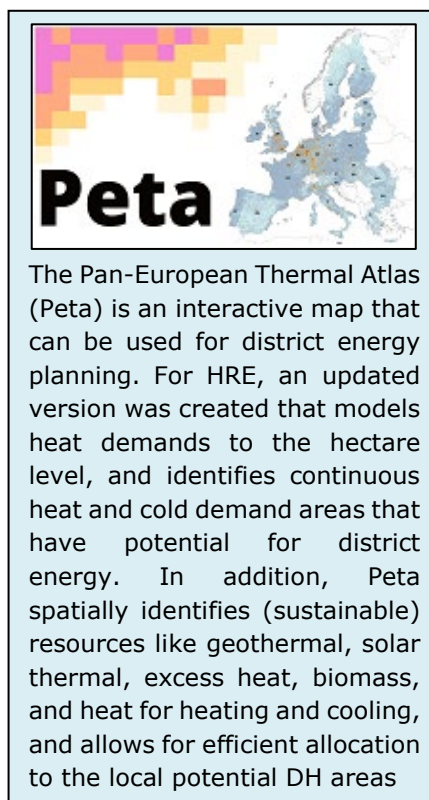 Peta
The Pan-European Thermal Atlas
(Peta) is an interactive map that
can be used for district energy
planning. For HRE, an updated
version was created that models
heat demands to the hectare
level, and identifies continuous
heat and cold demand areas that
have potential for district
energy. In addition, Peta
spatially identifies (sustainable)
resources like geothermal, solar
thermal, excess heat, biomass,
and heat for heating and cooling,
and allows for efficient allocation
to the local potential DH areas